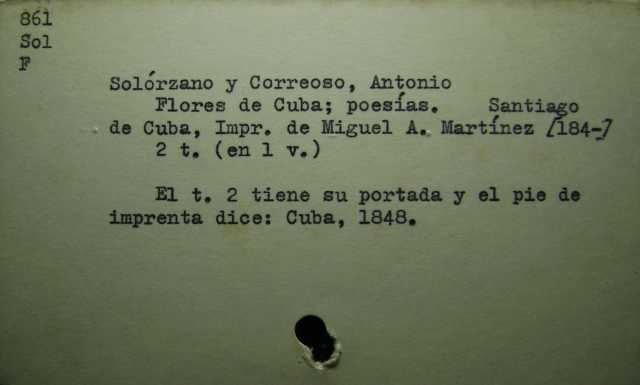 861
Sol
F
Solórzano y Correoso, Antonio
Flores de Cuba; poesías. Santiago
de Cuba, Impr. de Miguel A. Martínez [184-]
2 t. (en 1 v.)
El t. 2 tiene su portada y el pie de
imprenta dice: Cuba, 1848.